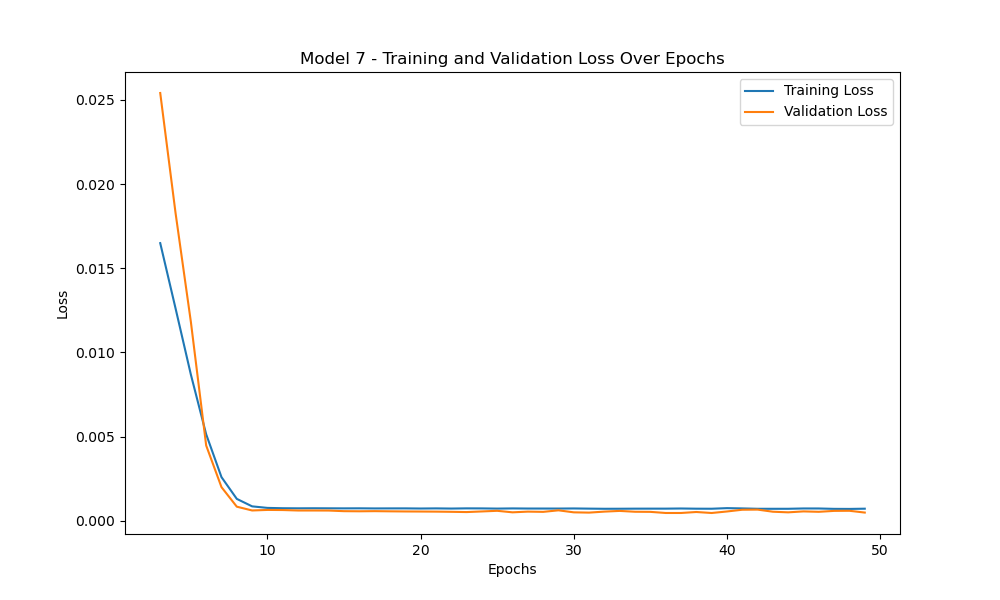 Model 7 - Training and Validation Loss Over Epochs
Training Loss
Validation Loss
0.025
0.020
0.015
0.010
0.005
0.000
Loss
10
20
30
40
50
Epochs